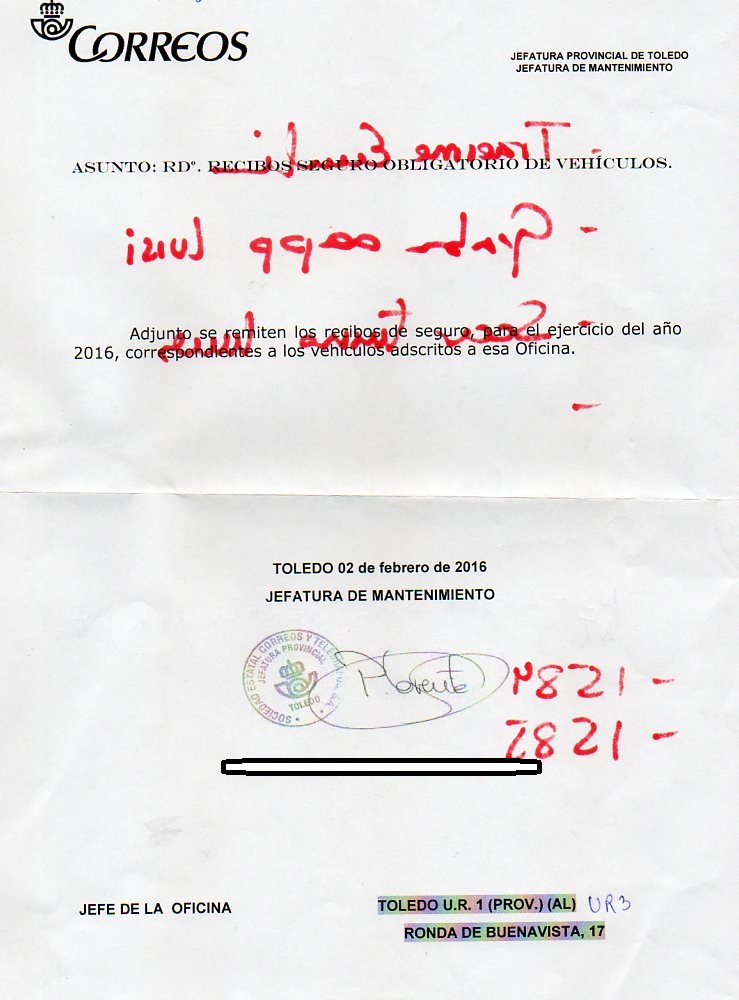 CORREOS
JEFATURA PROVINCIAL DE TOLEDO
JEFATURA DE MANTENIMIENTO
ASUNTO: RDº. RECIBOS SEGURO OBLIGATORIO DE VEHÍCULOS.
Adjunto se remiten los recibos de seguro, para el ejercicio del año
2016, correspondientes a los vehículos adscritos a esa Oficina.
TOLEDO 02 de febrero de 2016
JEFATURA DE MANTENIMIENTO
SOCIEDAD ESTATAL CORREOS Y
JEFATURA PROVINCIAL
TOLEDO
JEFE DE LA OFICINA
TOLEDO U.R. 1 (PROV.) (AL) UR3
RONDA DE BUENAVISTA, 17